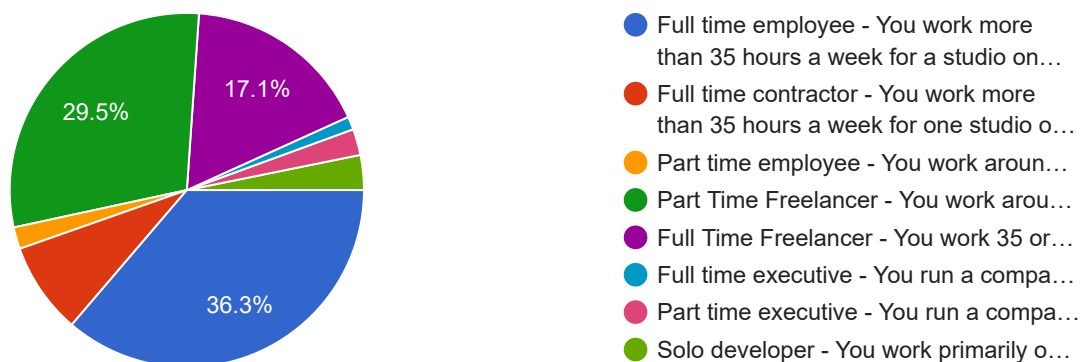 29.5%
17.1%
36.3%
Full time employee - You work more
than 35 hours a week for a studio on…
Full time contractor - You work more
than 35 hours a week for one studio o…
Part time employee - You work aroun…
Part Time Freelancer - You work arou…
Full Time Freelancer - You work 35 or…
Full time executive - You run a compa…
Part time executive - You run a compa…
Solo developer - You work primarily o…